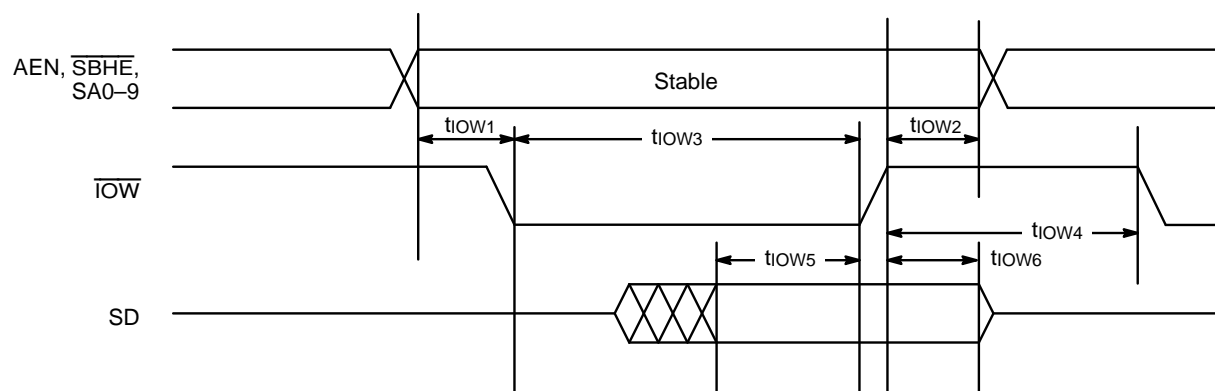 AEN, SBHE,
SA0–9
Stable
tIOW1
tIOW3
tIOW2
IOW
tIOW4
tIOW5
tIOW6
SD